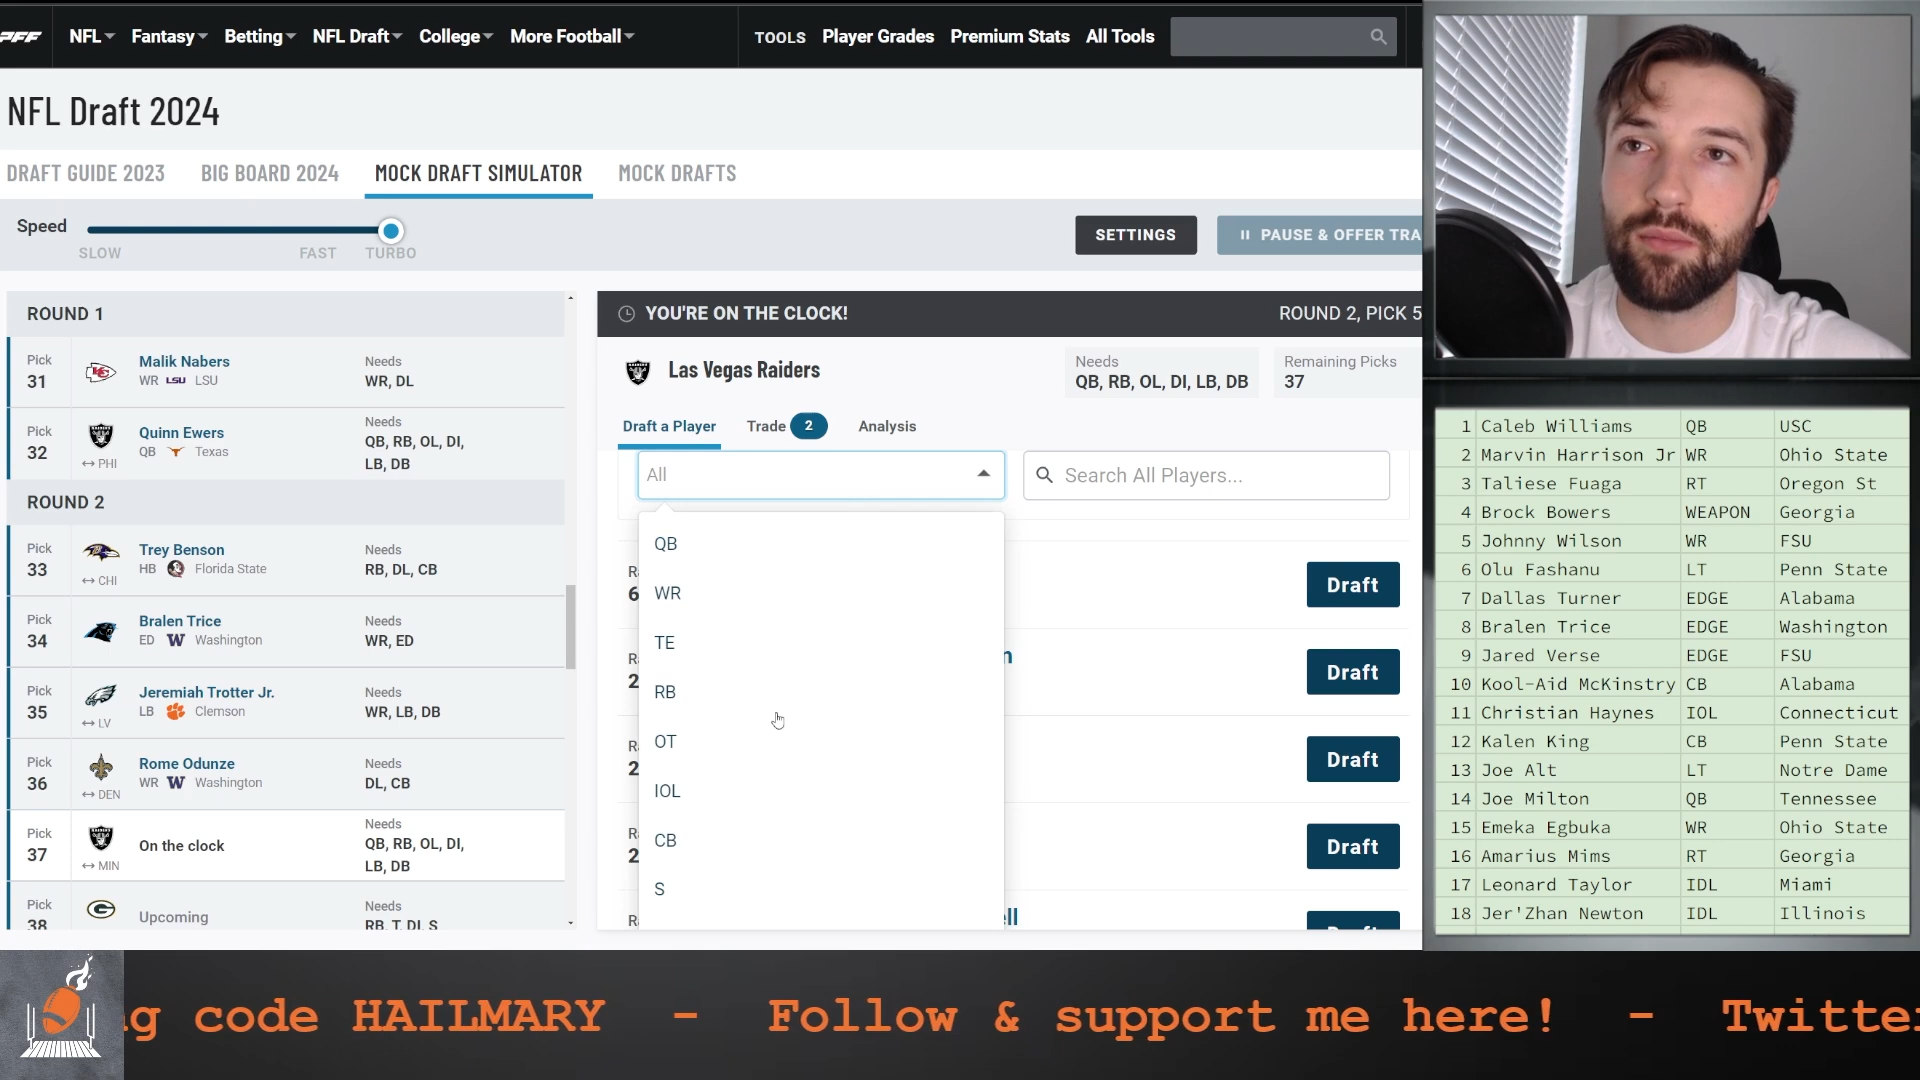 PFF NFL Fantasy Betting NFL Draft College More Football TOOLS Player Grades Premium Stats All Tools
NFL Draft 2024
DRAFT GUIDE 2023 BIG BOARD 2024 MOCK DRAFT SIMULATOR MOCK DRAFTS
Speed
SLOW FAST TURBO
SETTINGS
PAUSE & OFFER TRA
ROUND 1
Pick 31 Malik Nabers Needs
WR LSU LSU WR, DL
Pick 32 Quinn Ewers Needs
QB Texas QB, RB, OL, DI,
↔ PHI LB, DB
ROUND 2
Pick 33 Trey Benson Needs
HB Florida State RB, DL, CB
↔ CHI
Pick 34 Bralen Trice Needs
ED W Washington WR, ED
Pick 35 Jeremiah Trotter Jr. Needs
LB Clemson WR, LB, DB
↔ LV
Pick 36 Rome Odunze Needs
WR W Washington DL, CB
↔ DEN
Pick 37 On the clock Needs
QB, RB, OL, DI,
↔ MIN LB, DB
Pick 38 Upcoming Needs
RB, T, DI, S
YOU'RE ON THE CLOCK! ROUND 2, PICK 5
RAIDERS
Las Vegas Raiders
Needs
QB, RB, OL, DI, LB, DB
Remaining Picks
37
Draft a Player Trade 2 Analysis
All
Search All Players...
QB
WR
TE
RB
OT
IOL
CB
S
R
6
Draft
R
2
n
Draft
R
2
Draft
R
2
Draft
R
ell
Draft
1 Caleb Williams QB USC
2 Marvin Harrison Jr WR Ohio State
3 Taliese Fuaga RT Oregon St
4 Brock Bowers WEAPON Georgia
5 Johnny Wilson WR FSU
6 Olu Fashanu LT Penn State
7 Dallas Turner EDGE Alabama
8 Bralen Trice EDGE Washington
9 Jared Verse EDGE FSU
10 Kool-Aid McKinstry CB Alabama
11 Christian Haynes IOL Connecticut
12 Kalen King CB Penn State
13 Joe Alt LT Notre Dame
14 Joe Milton QB Tennessee
15 Emeka Egbuka WR Ohio State
16 Amarius Mims RT Georgia
17 Leonard Taylor IDL Miami
18 Jer'Zhan Newton IDL Illinois
g code HAILMARY - Follow & support me here! - Twitter